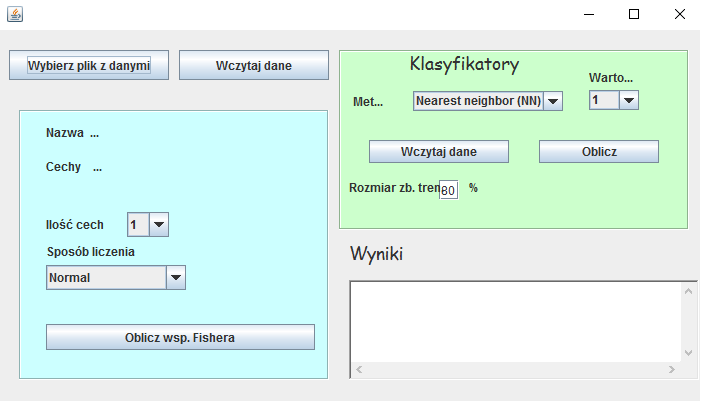 Wybierz plik z danymi
Wczytaj dane
Nazwa ...
Cechy ...
Ilość cech 1
Sposób liczenia
Normal
Oblicz wsp. Fishera
Klasyfikatory
Warto...
Met... Nearest neighbor (NN) 1
Wczytaj dane
Oblicz
Rozmiar zb. tren 80 %
Wyniki